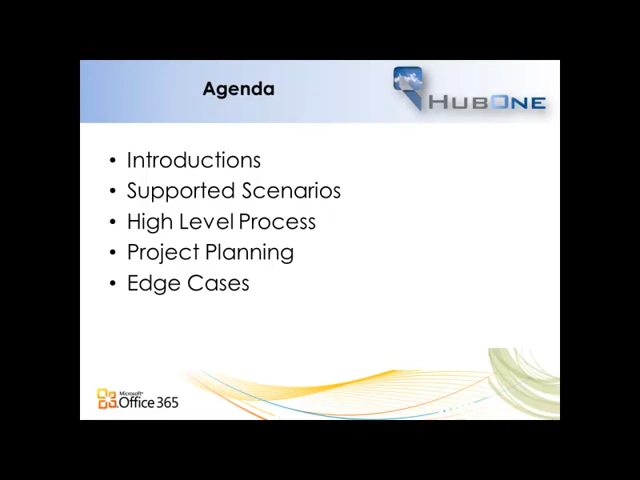 Agenda
HubOne
• Introductions
• Supported Scenarios
• High Level Process
• Project Planning
• Edge Cases
Microsoft®
Office 365